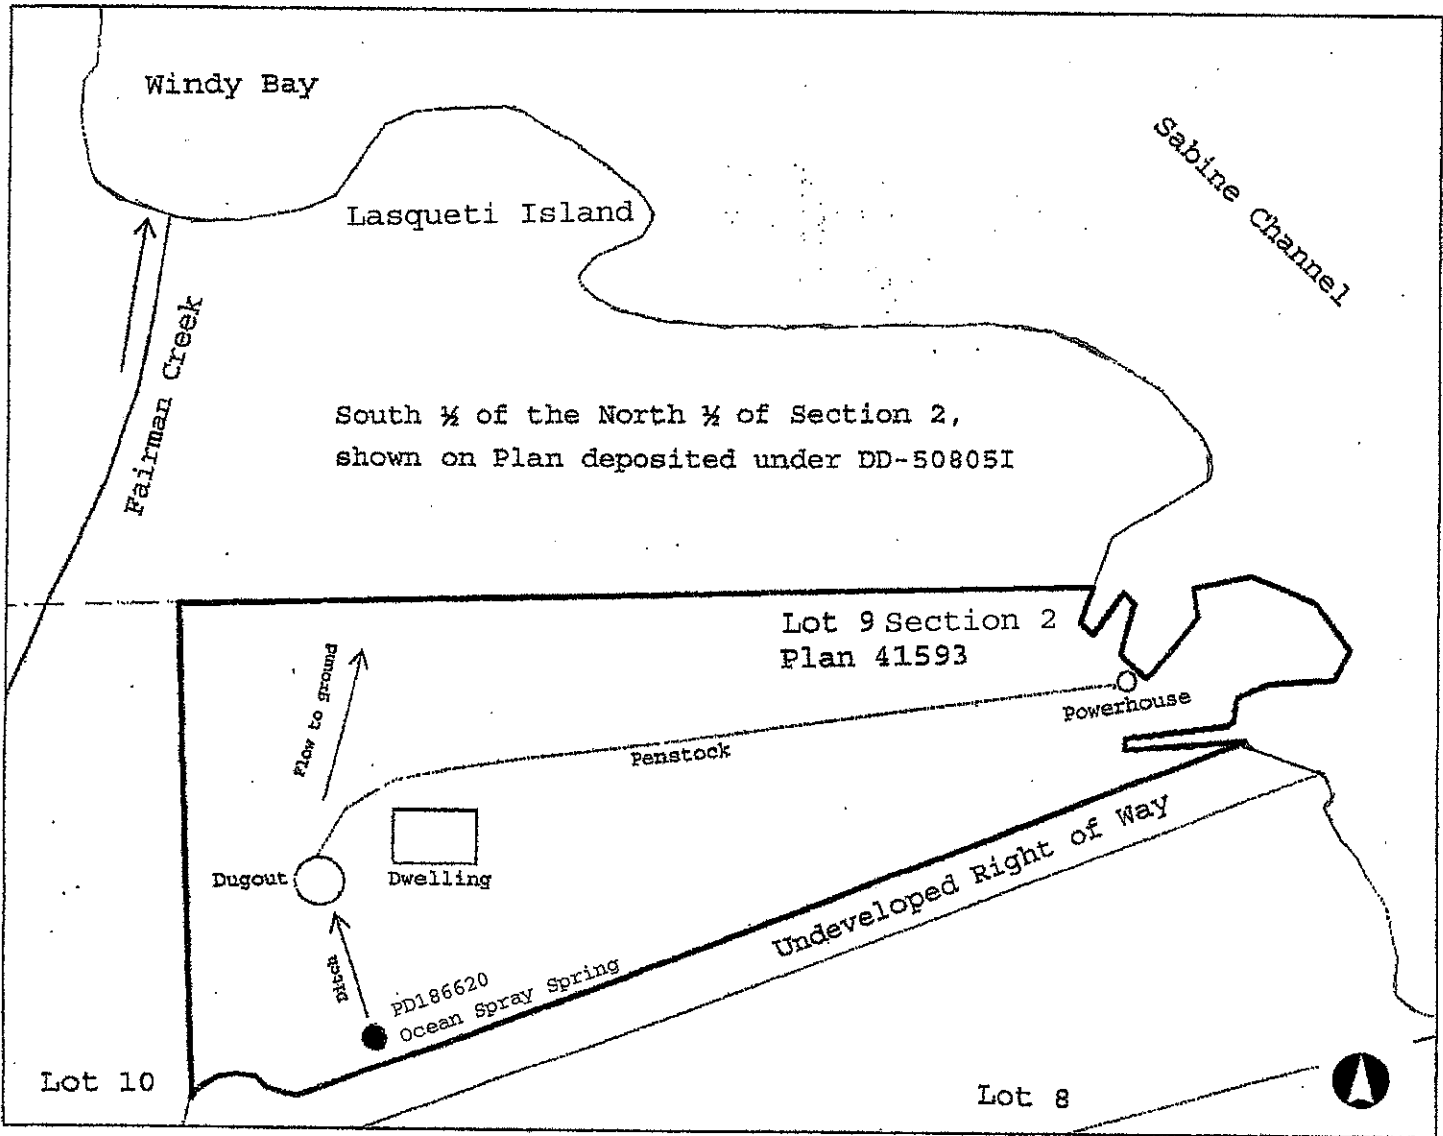 Windy Bay
Sabine Channel
Lasqueti Island
Fairman Creek
South ½ of the North ½ of Section 2,
shown on Plan deposited under DD-50805I
Lot 9 Section 2
Plan 41593
Flow to ground
Powerhouse
Penstock
Undeveloped Right of Way
Dugout
Dwelling
Ditch
PD186620
Ocean Spray Spring
Lot 10
Lot 8